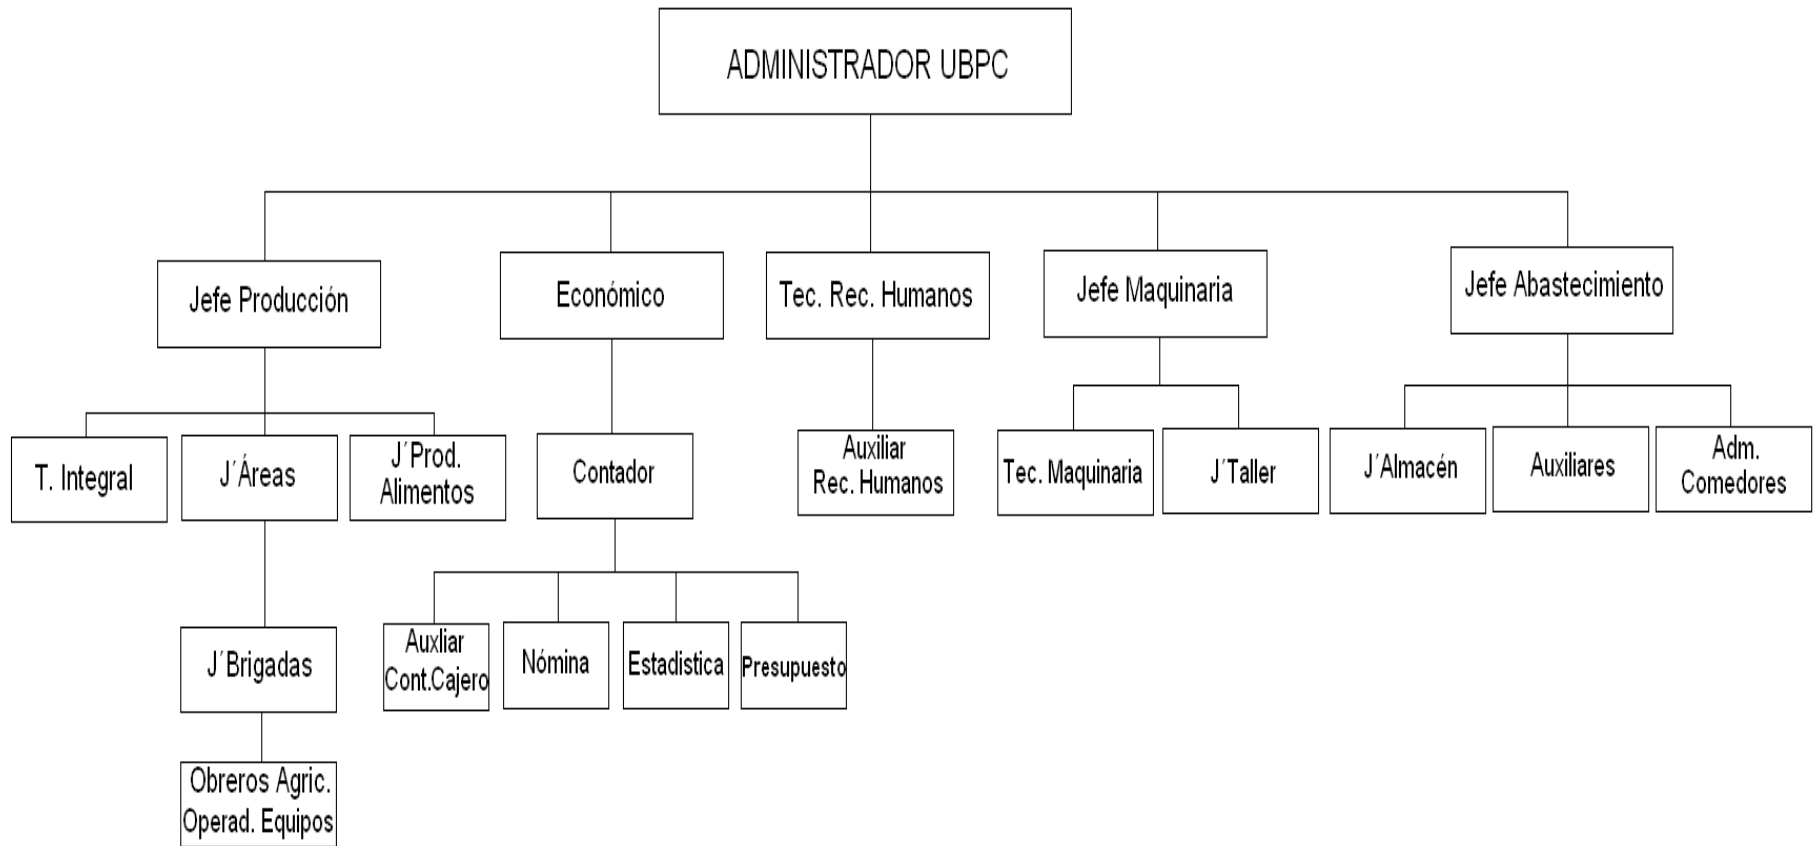 ADMINISTRADOR UBPC
Jefe Producción
Económico
Tec. Rec. Humanos
Jefe Maquinaria
Jefe Abastecimiento
T. Integral
J´Áreas
J´Prod.
Alimentos
Contador
Auxiliar
Rec. Humanos
Tec. Maquinaria
J´Taller
J´Almacén
Auxiliares
Adm.
Comedores
J´Brigadas
Auxliar
Cont.Cajero
Nómina
Estadistica
Presupuesto
Obreros Agric.
Operad. Equipos